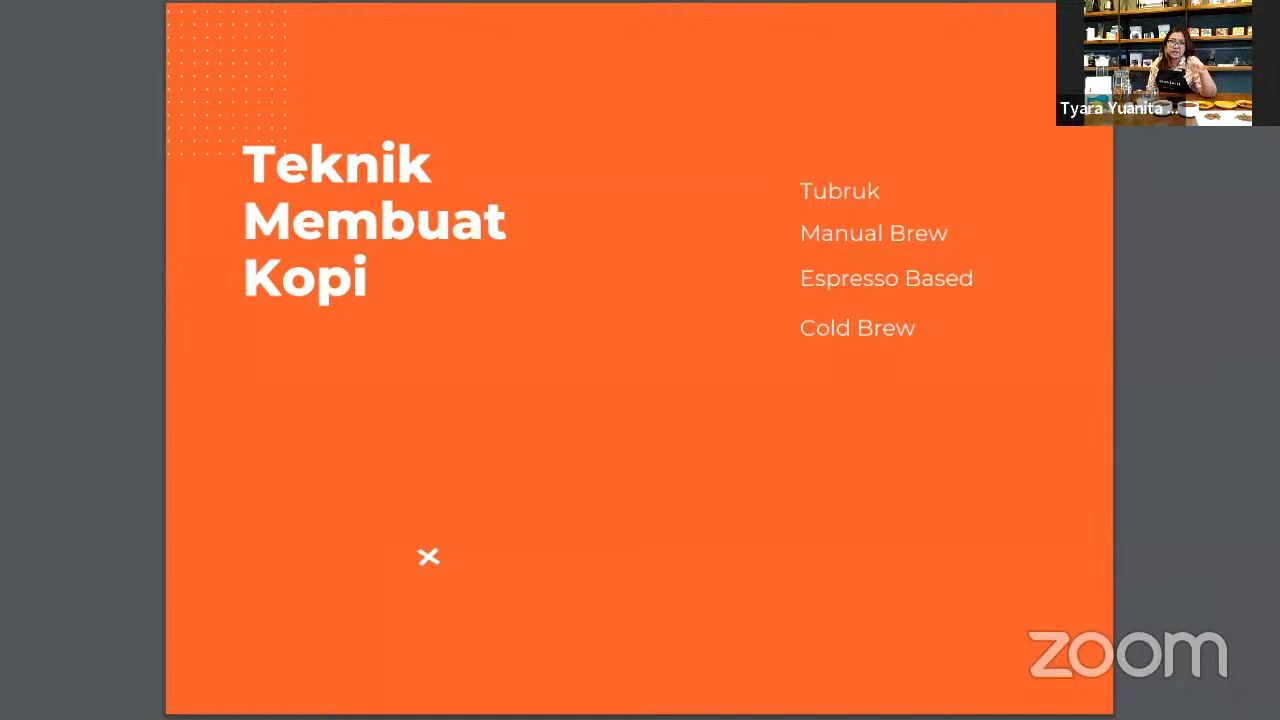 Teknik
Membuat
Kopi
Tubruk
Manual Brew
Espresso Based
Cold Brew
Tyara Yuanita ...
zoom